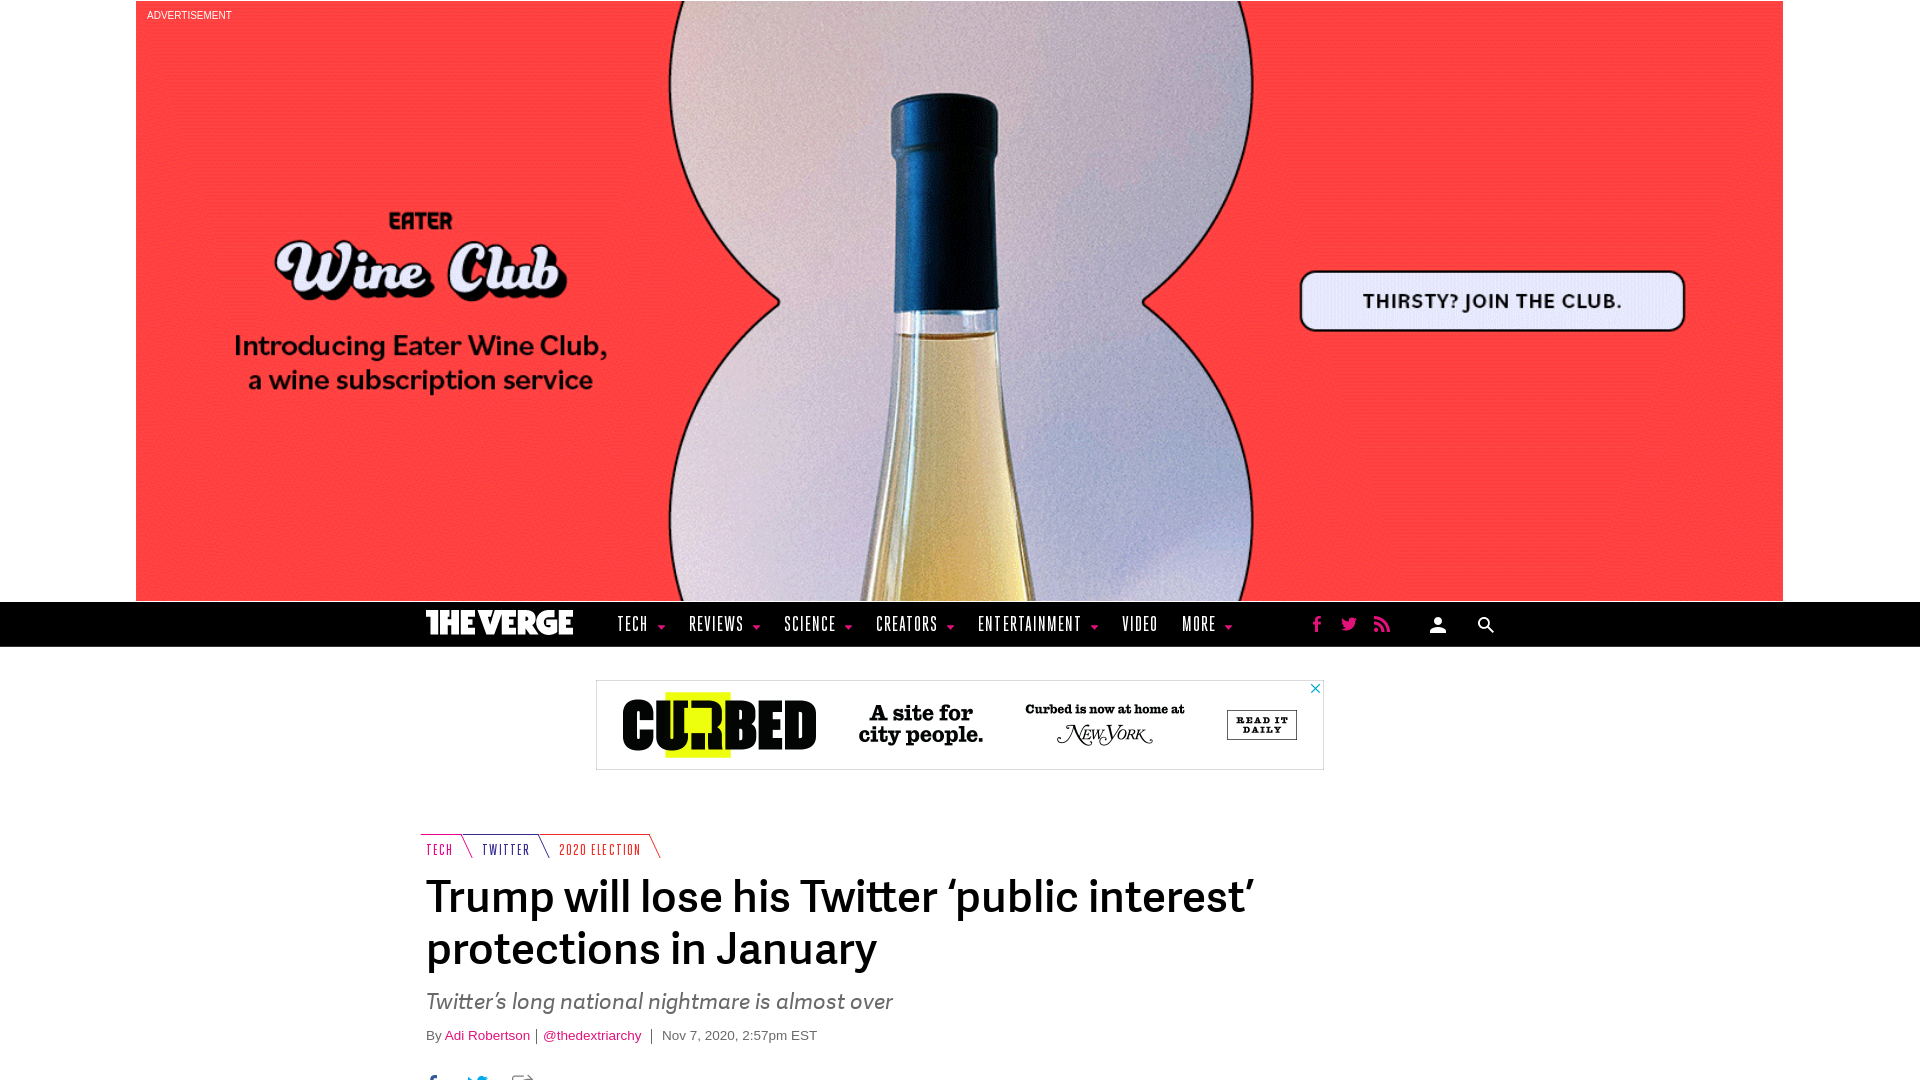 ADVERTISEMENT
EATER
Wine Club
Introducing Eater Wine Club,
a wine subscription service
THIRSTY? JOIN THE CLUB.
THE VERGE TECH REVIEWS SCIENCE CREATORS ENTERTAINMENT VIDEO MORE
CURBED
A site for
city people.
Curbed is now at home at
NEW YORK
READ IT
DAILY
TECH TWITTER 2020 ELECTION
Trump will lose his Twitter ‘public interest’
protections in January
Twitter’s long national nightmare is almost over
By Adi Robertson | @thedextriarchy | Nov 7, 2020, 2:57pm EST